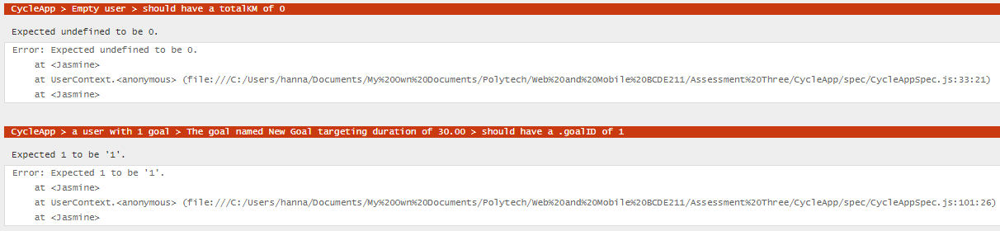 CycleApp > Empty user > should have a totalKM of 0
Expected undefined to be 0.
Error: Expected undefined to be 0.
at <Jasmine>
at UserContext.<anonymous> (file:///C:/Users/hanna/Documents/My%20Own%20Documents/Polytech/Web%20and%20Mobile%20BCDE211/Assessment%20Three/CycleApp/spec/CycleAppSpec.js:33:21)
at <Jasmine>
CycleApp > a user with 1 goal > The goal named New Goal targeting duration of 30.00 > should have a .goalID of 1
Expected 1 to be '1'.
Error: Expected 1 to be '1'.
at <Jasmine>
at UserContext.<anonymous> (file:///C:/Users/hanna/Documents/My%20Own%20Documents/Polytech/Web%20and%20Mobile%20BCDE211/Assessment%20Three/CycleApp/spec/CycleAppSpec.js:101:26)
at <Jasmine>